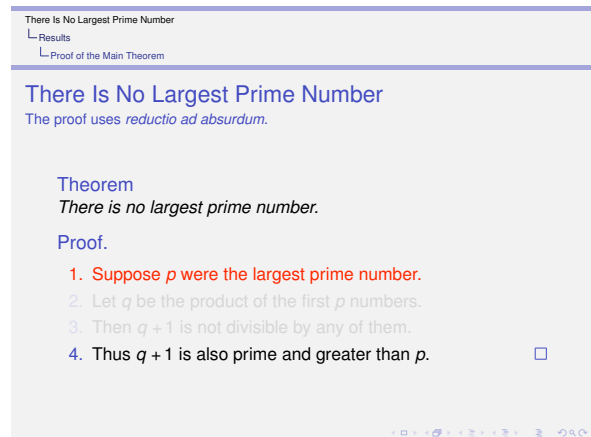 There Is No Largest Prime Number
Results
Proof of the Main Theorem
There Is No Largest Prime Number
The proof uses reductio ad absurdum.
Theorem
There is no largest prime number.
Proof.
1. Suppose p were the largest prime number.
2. Let q be the product of the first p numbers.
3. Then q + 1 is not divisible by any of them.
4. Thus q + 1 is also prime and greater than p.